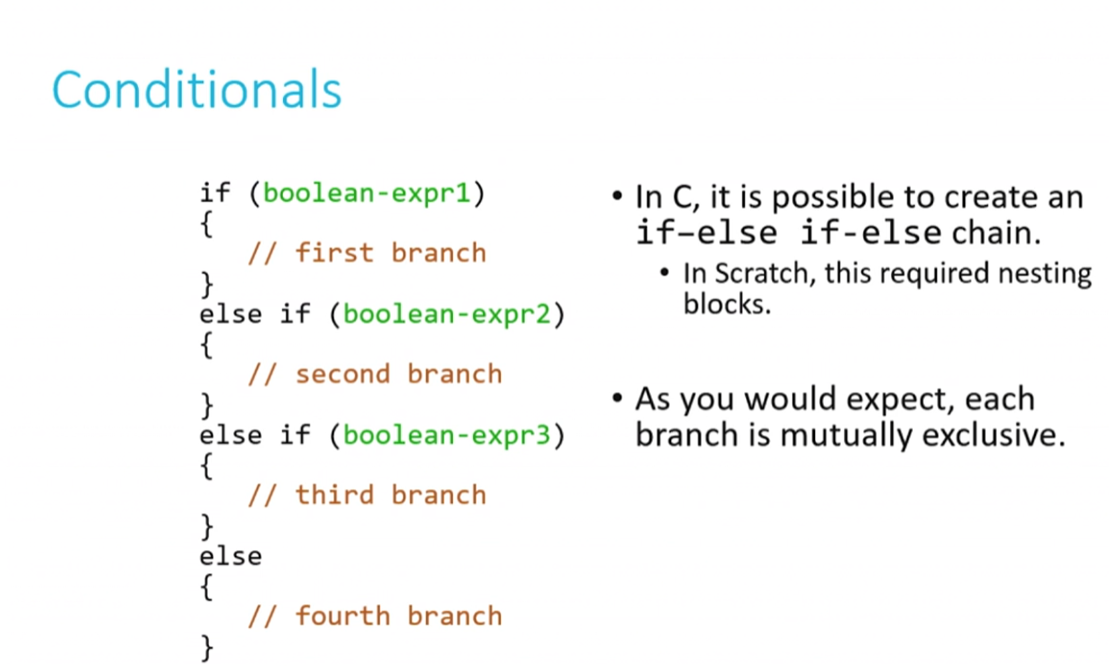 Conditionals
if (boolean-expr1)
{
// first branch
}
else if (boolean-expr2)
{
// second branch
}
else if (boolean-expr3)
{
// third branch
}
else
{
// fourth branch
}
• In C, it is possible to create an
if-else if-else chain.
• In Scratch, this required nesting
blocks.
• As you would expect, each
branch is mutually exclusive.